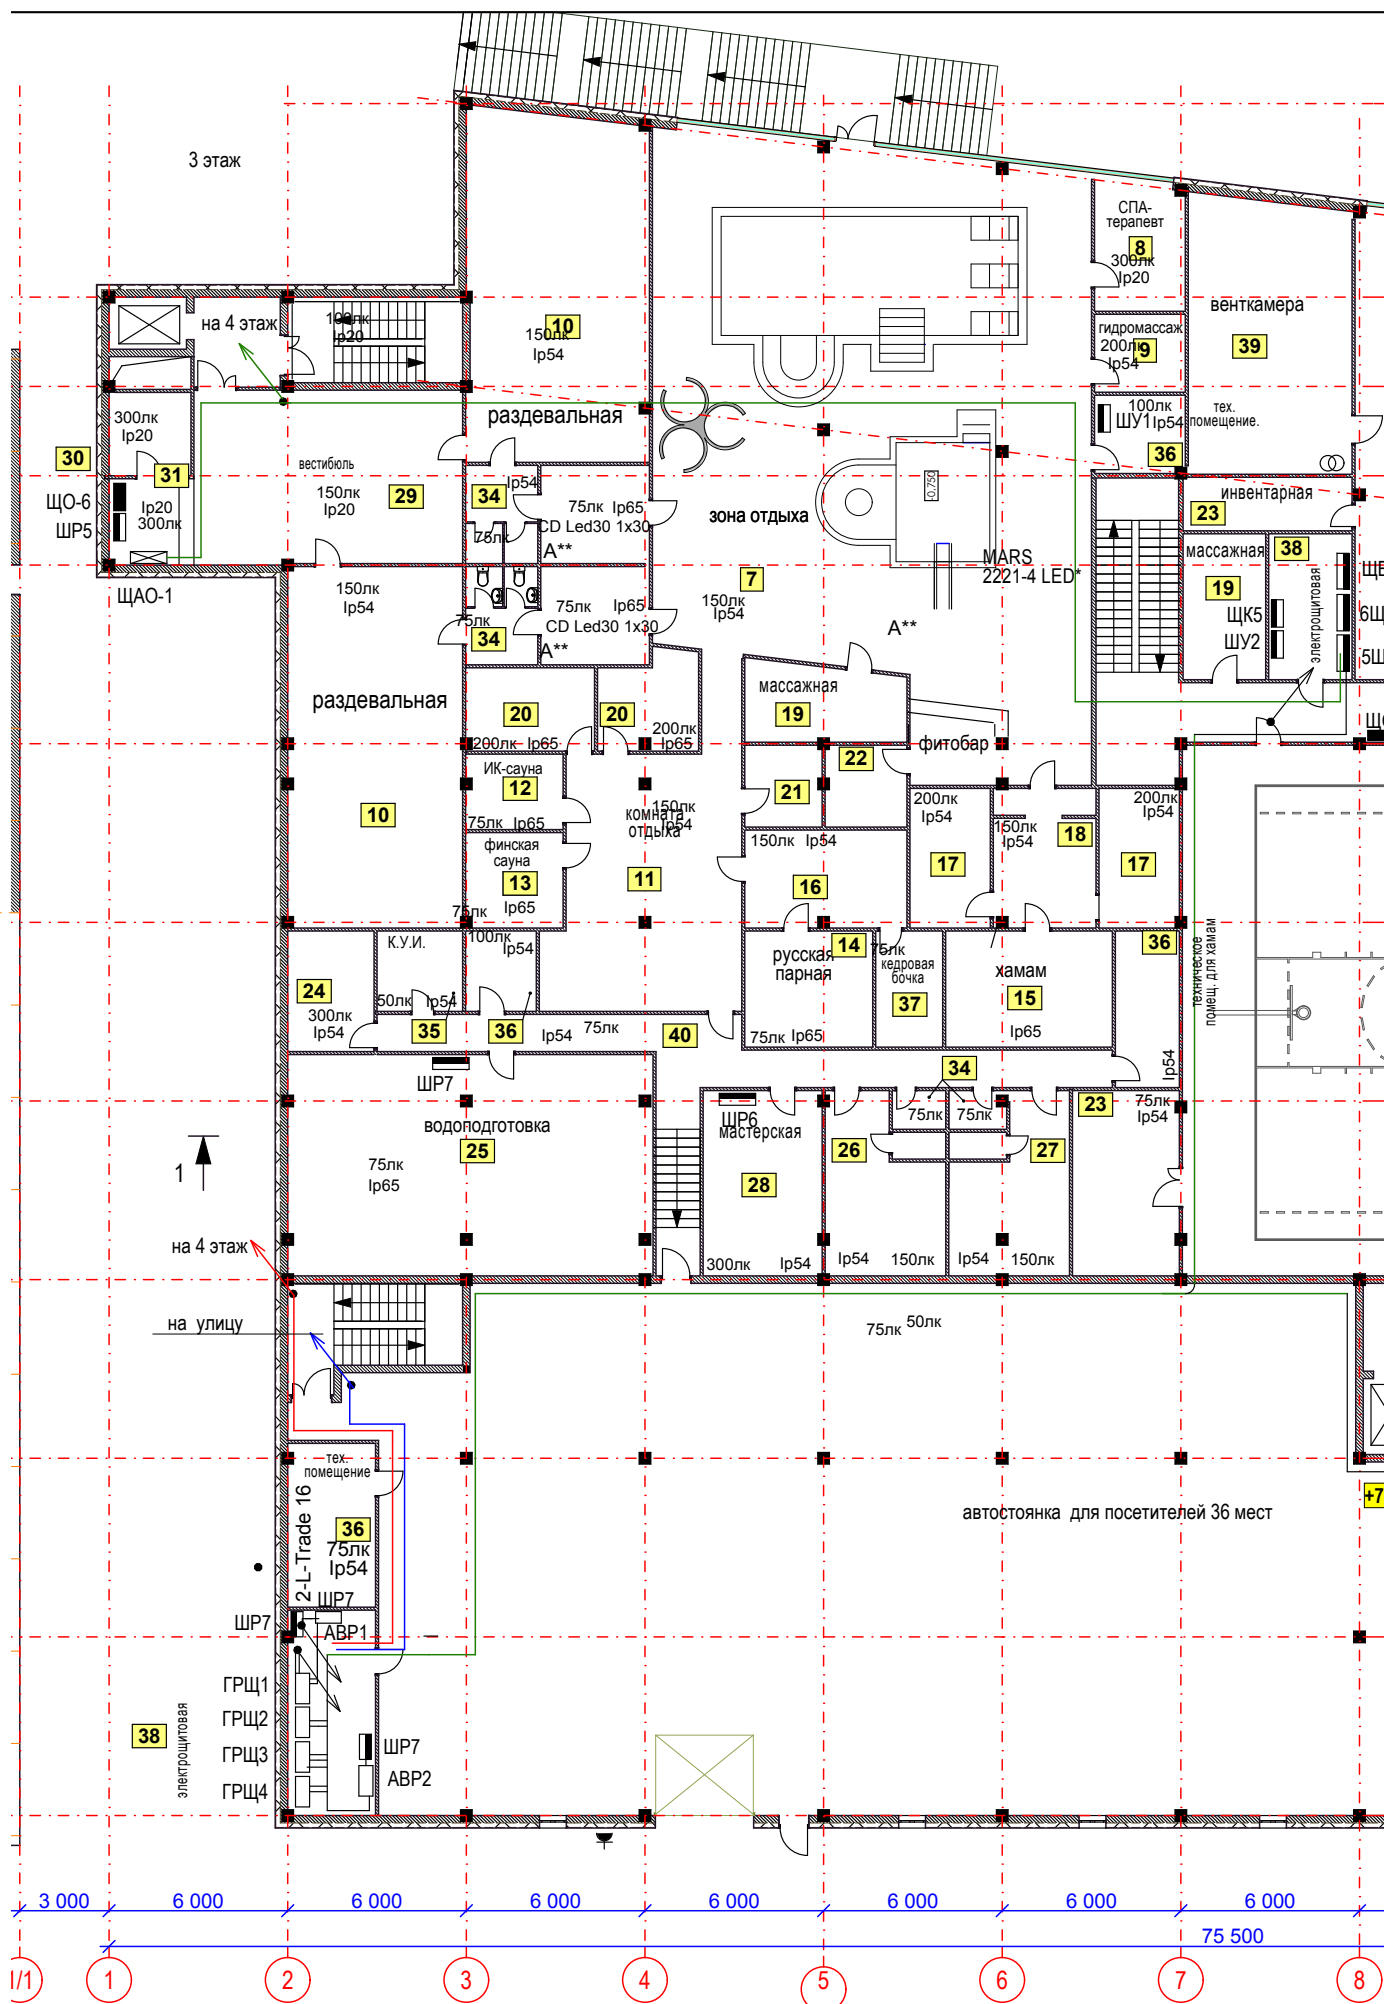 3 этаж
СПА-
терапевт
8
300лк
Ip20
венткамера
39
на 4 этаж
100лк
Ip20
10
150лк
Ip54
гидромассаж
9
200лк
Ip54
раздевальная
100лк
ШУ1
Ip54
36
тех.
помещение.
300лк
Ip20
30
31
вестибюль
150лк
Ip20
29
34
Ip54
75лк Ip65
CD Led30 1x30
A**
75лк
зона отдыха
-0,750
инвентарная
23
ЩО-6
ШР5
Ip20
300лк
MARS
2221-4 LED*
массажная
38
19
электрощитовая
ЩК5
ШУ2
6Щ
5Ш
ЩАО-1
150лк
Ip54
75лк
34
75лк Ip65
CD Led30 1x30
A**
7
150лк
Ip54
A**
раздевальная
20
200лк Ip65
20
200лк
Ip65
массажная
19
фитобар
22
21
ИК-сауна
12
75лк Ip65
комната
отдыха
150лк
Ip54
11
10
финская
сауна
13
Ip65
75лк
150лк Ip54
16
200лк
Ip54
17
150лк
Ip54
18
200лк
Ip54
17
К.У.И.
100лк
Ip54
24
300лк
Ip54
50лк Ip54
35
36
Ip54
75лк
40
14
русская
парная
75лк Ip65
75лк
кедровая
бочка
37
хамам
15
Ip65
36
техническое
помещ. для хамам
Ip54
34
ШР7
водоподготовка
25
75лк
Ip65
ШР6
мастерская
28
300лк Ip54
75лк
75лк
26
27
Ip54 150лк
Ip54 150лк
23
75лк
Ip54
1
на 4 этаж
на улицу
75лк
50лк
тех.
помещение
2-L-Trade 16
36
75лк
Ip54
автостоянка для посетителей 36 мест
+7
ШР7
ШР7
АВР1
ГРЩ1
ГРЩ2
ГРЩ3
ГРЩ4
38
электрощитовая
ШР7
АВР2
3 000
6 000
6 000
6 000
6 000
6 000
6 000
6 000
75 500
1/1
1
2
3
4
5
6
7
8